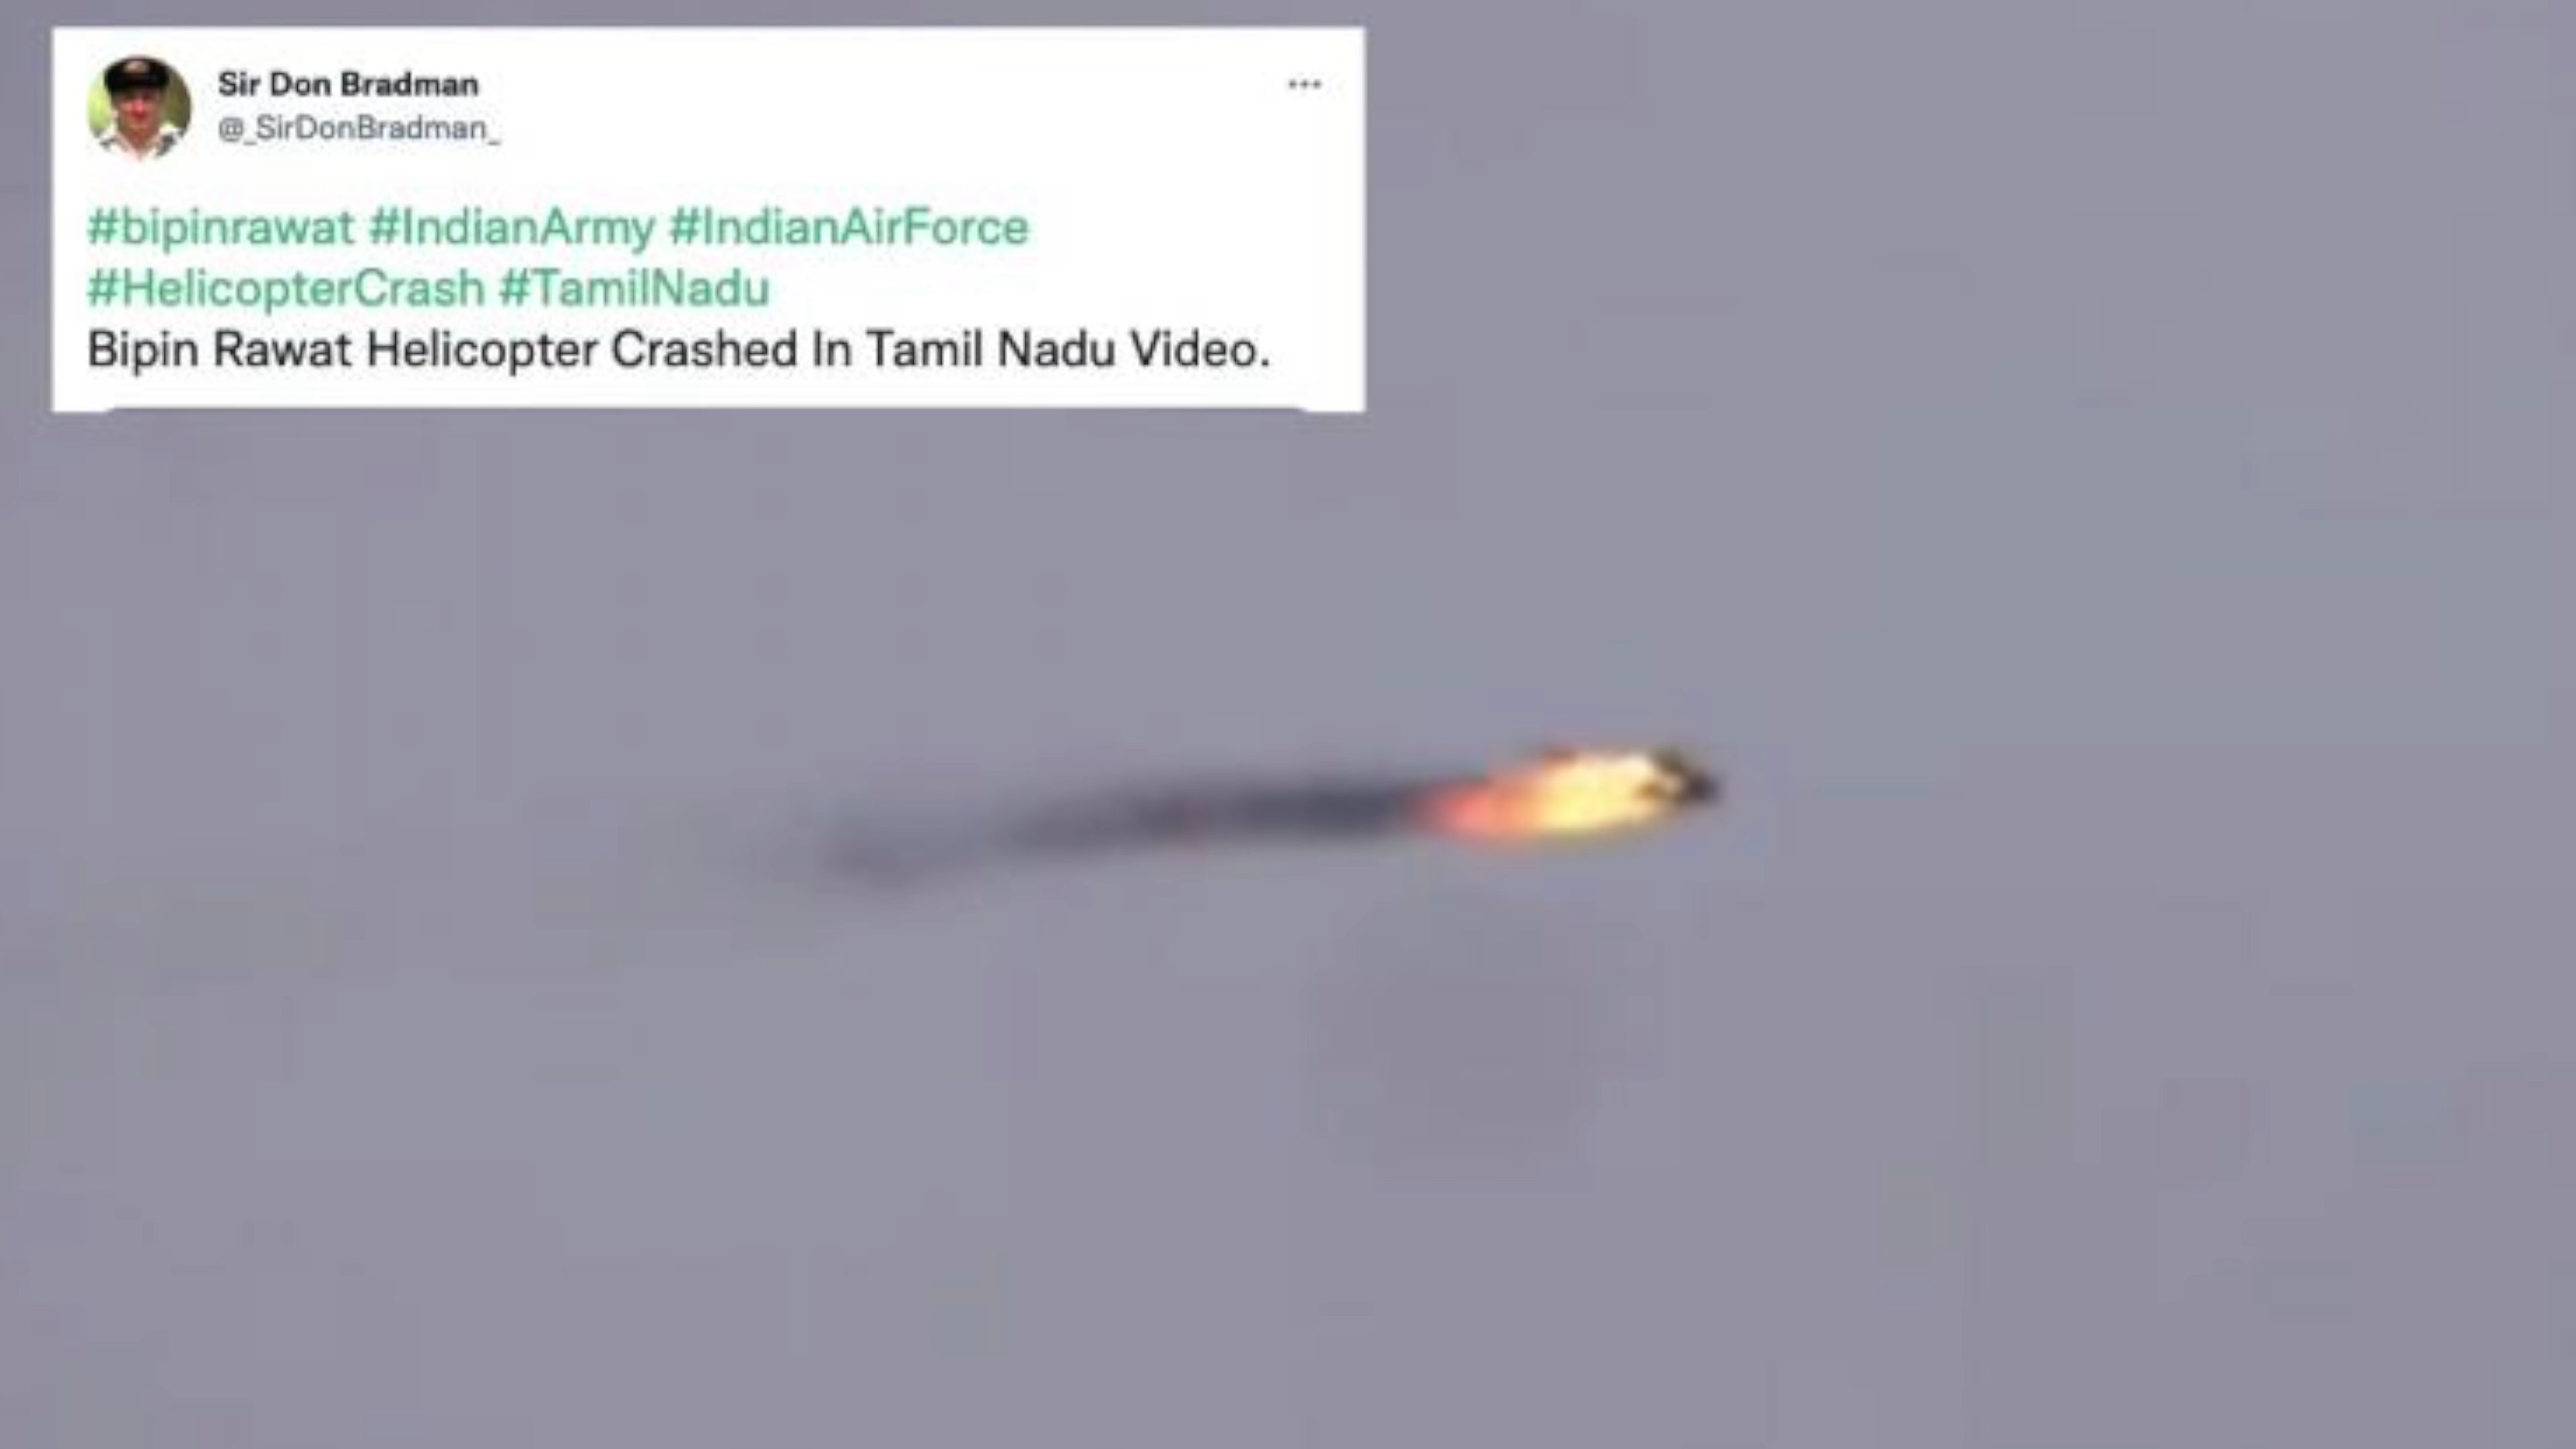 Sir Don Bradman
@_SirDonBradman_
#bipinrawat #IndianArmy #IndianAirForce
#HelicopterCrash #TamilNadu
Bipin Rawat Helicopter Crashed In Tamil Nadu Video.